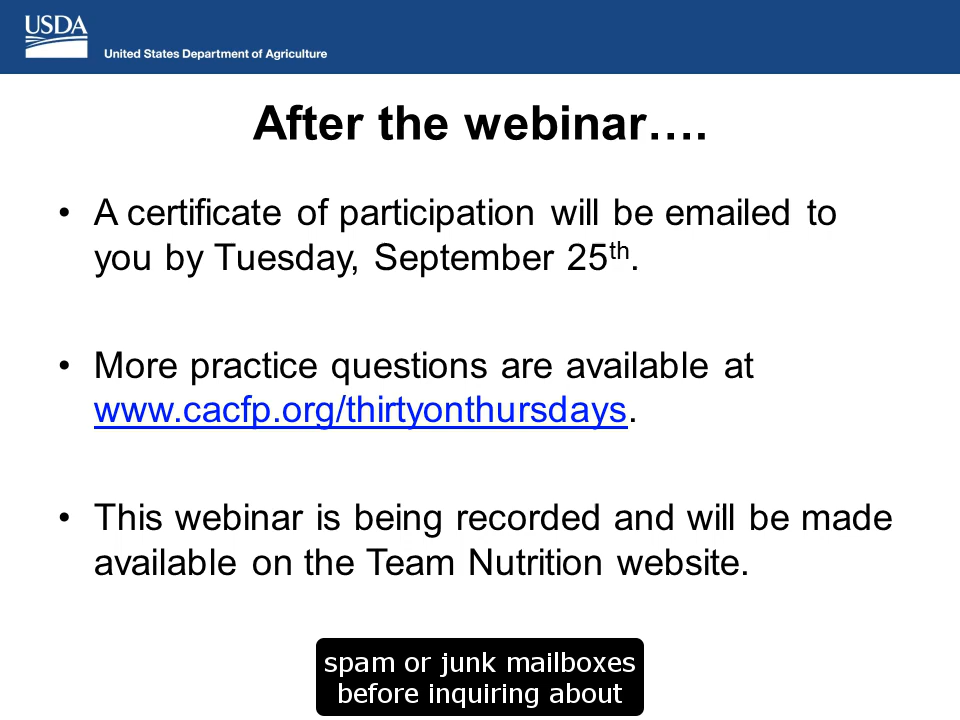 USDA
United States Department of Agriculture
After the webinar….
• A certificate of participation will be emailed to
you by Tuesday, September 25th.
• More practice questions are available at
www.cacfp.org/thirtyonthursdays.
• This webinar is being recorded and will be made
available on the Team Nutrition website.
spam or junk mailboxes
before inquiring about